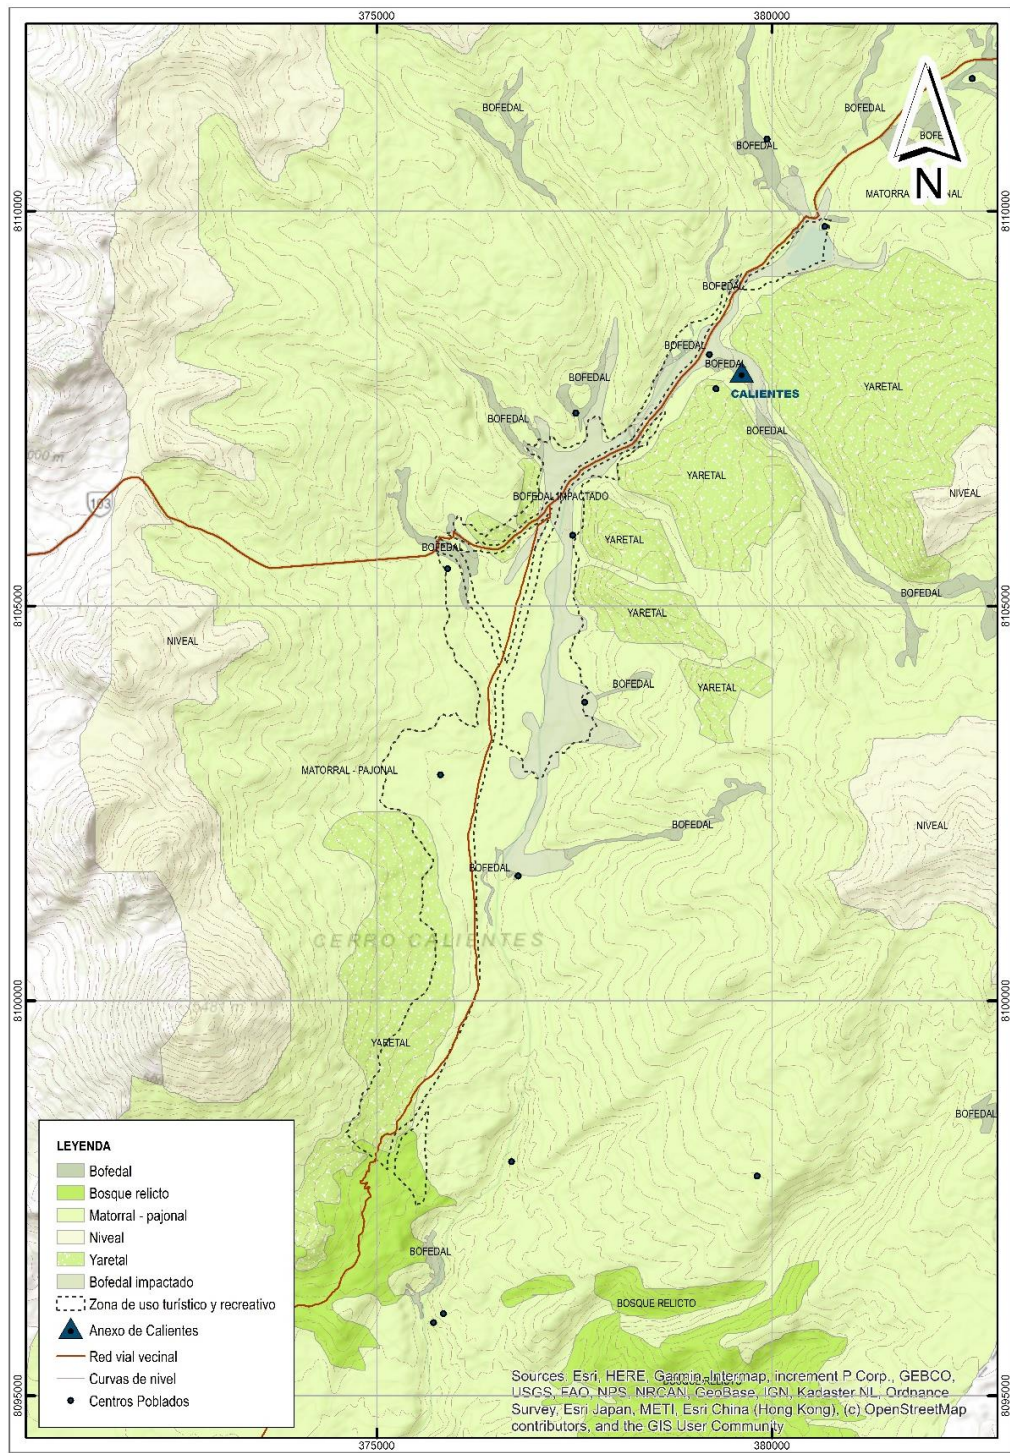 375000
380000
BOFEDAL
BOFEDAL
BOFEDAL
BOFE
N
MATORRA
NAL
8110000
8110000
BOFEDAL
BOFEDAL
BOFEDAL
BOFEDAL
CALIENTES
YARETAL
BOFEDAL
BOFEDAL
BOFEDAL
YARETAL
NIVEAL
BOFEDAL IMPACTADO
103
YARETAL
BOFEDAL
BOFEDAL
8105000
8105000
YARETAL
NIVEAL
BOFEDAL
YARETAL
MATORRAL - PAJONAL
BOFEDAL
NIVEAL
BOFEDAL
CERRO CALIENTES
8100000
8100000
YARETAL
BOFEDAL
LEYENDA
Bofedal
Bosque relicto
Matorral - pajonal
Niveal
Yaretal
Bofedal impactado
Zona de uso turístico y recreativo
Anexo de Calientes
Red vial vecinal
Curvas de nivel
Centros Poblados
BOFEDAL
BOSQUE RELICTO
BOSQUE RELICTO
Sources: Esri, HERE, Garmin, Intermap, increment P Corp., GEBCO,
USGS, FAO, NPS, NRCAN, GeoBase, IGN, Kadaster NL, Ordnance
Survey, Esri Japan, METI, Esri China (Hong Kong), (c) OpenStreetMap
contributors, and the GIS User Community
8095000
8095000
375000
380000